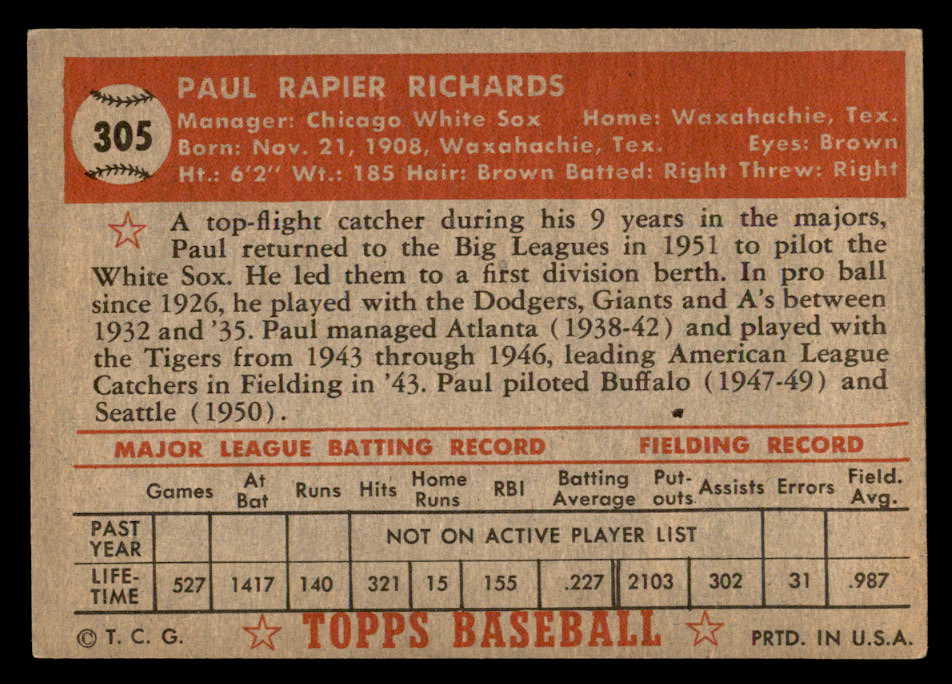 305
PAUL RAPIER RICHARDS
Manager: Chicago White Sox Home: Waxahachie, Tex.
Born: Nov. 21, 1908, Waxahachie, Tex. Eyes: Brown
Ht.: 6'2" Wt.: 185 Hair: Brown Batted: Right Threw: Right
A top-flight catcher during his 9 years in the majors,
Paul returned to the Big Leagues in 1951 to pilot the
White Sox. He led them to a first division berth. In pro ball
since 1926, he played with the Dodgers, Giants and A's between
1932 and '35. Paul managed Atlanta (1938-42) and played with
the Tigers from 1943 through 1946, leading American League
Catchers in Fielding in '43. Paul piloted Buffalo (1947-49) and
Seattle (1950).
MAJOR LEAGUE BATTING RECORD FIELDING RECORD
Games At Bat Runs Hits Home Runs RBI Batting Average Put-outs Assists Errors Field. Avg.
PAST YEAR NOT ON ACTIVE PLAYER LIST
LIFE-TIME 527 1417 140 321 15 155 .227 2103 302 31 .987
© T. C. G. TOPPS BASEBALL PRTD. IN U.S.A.